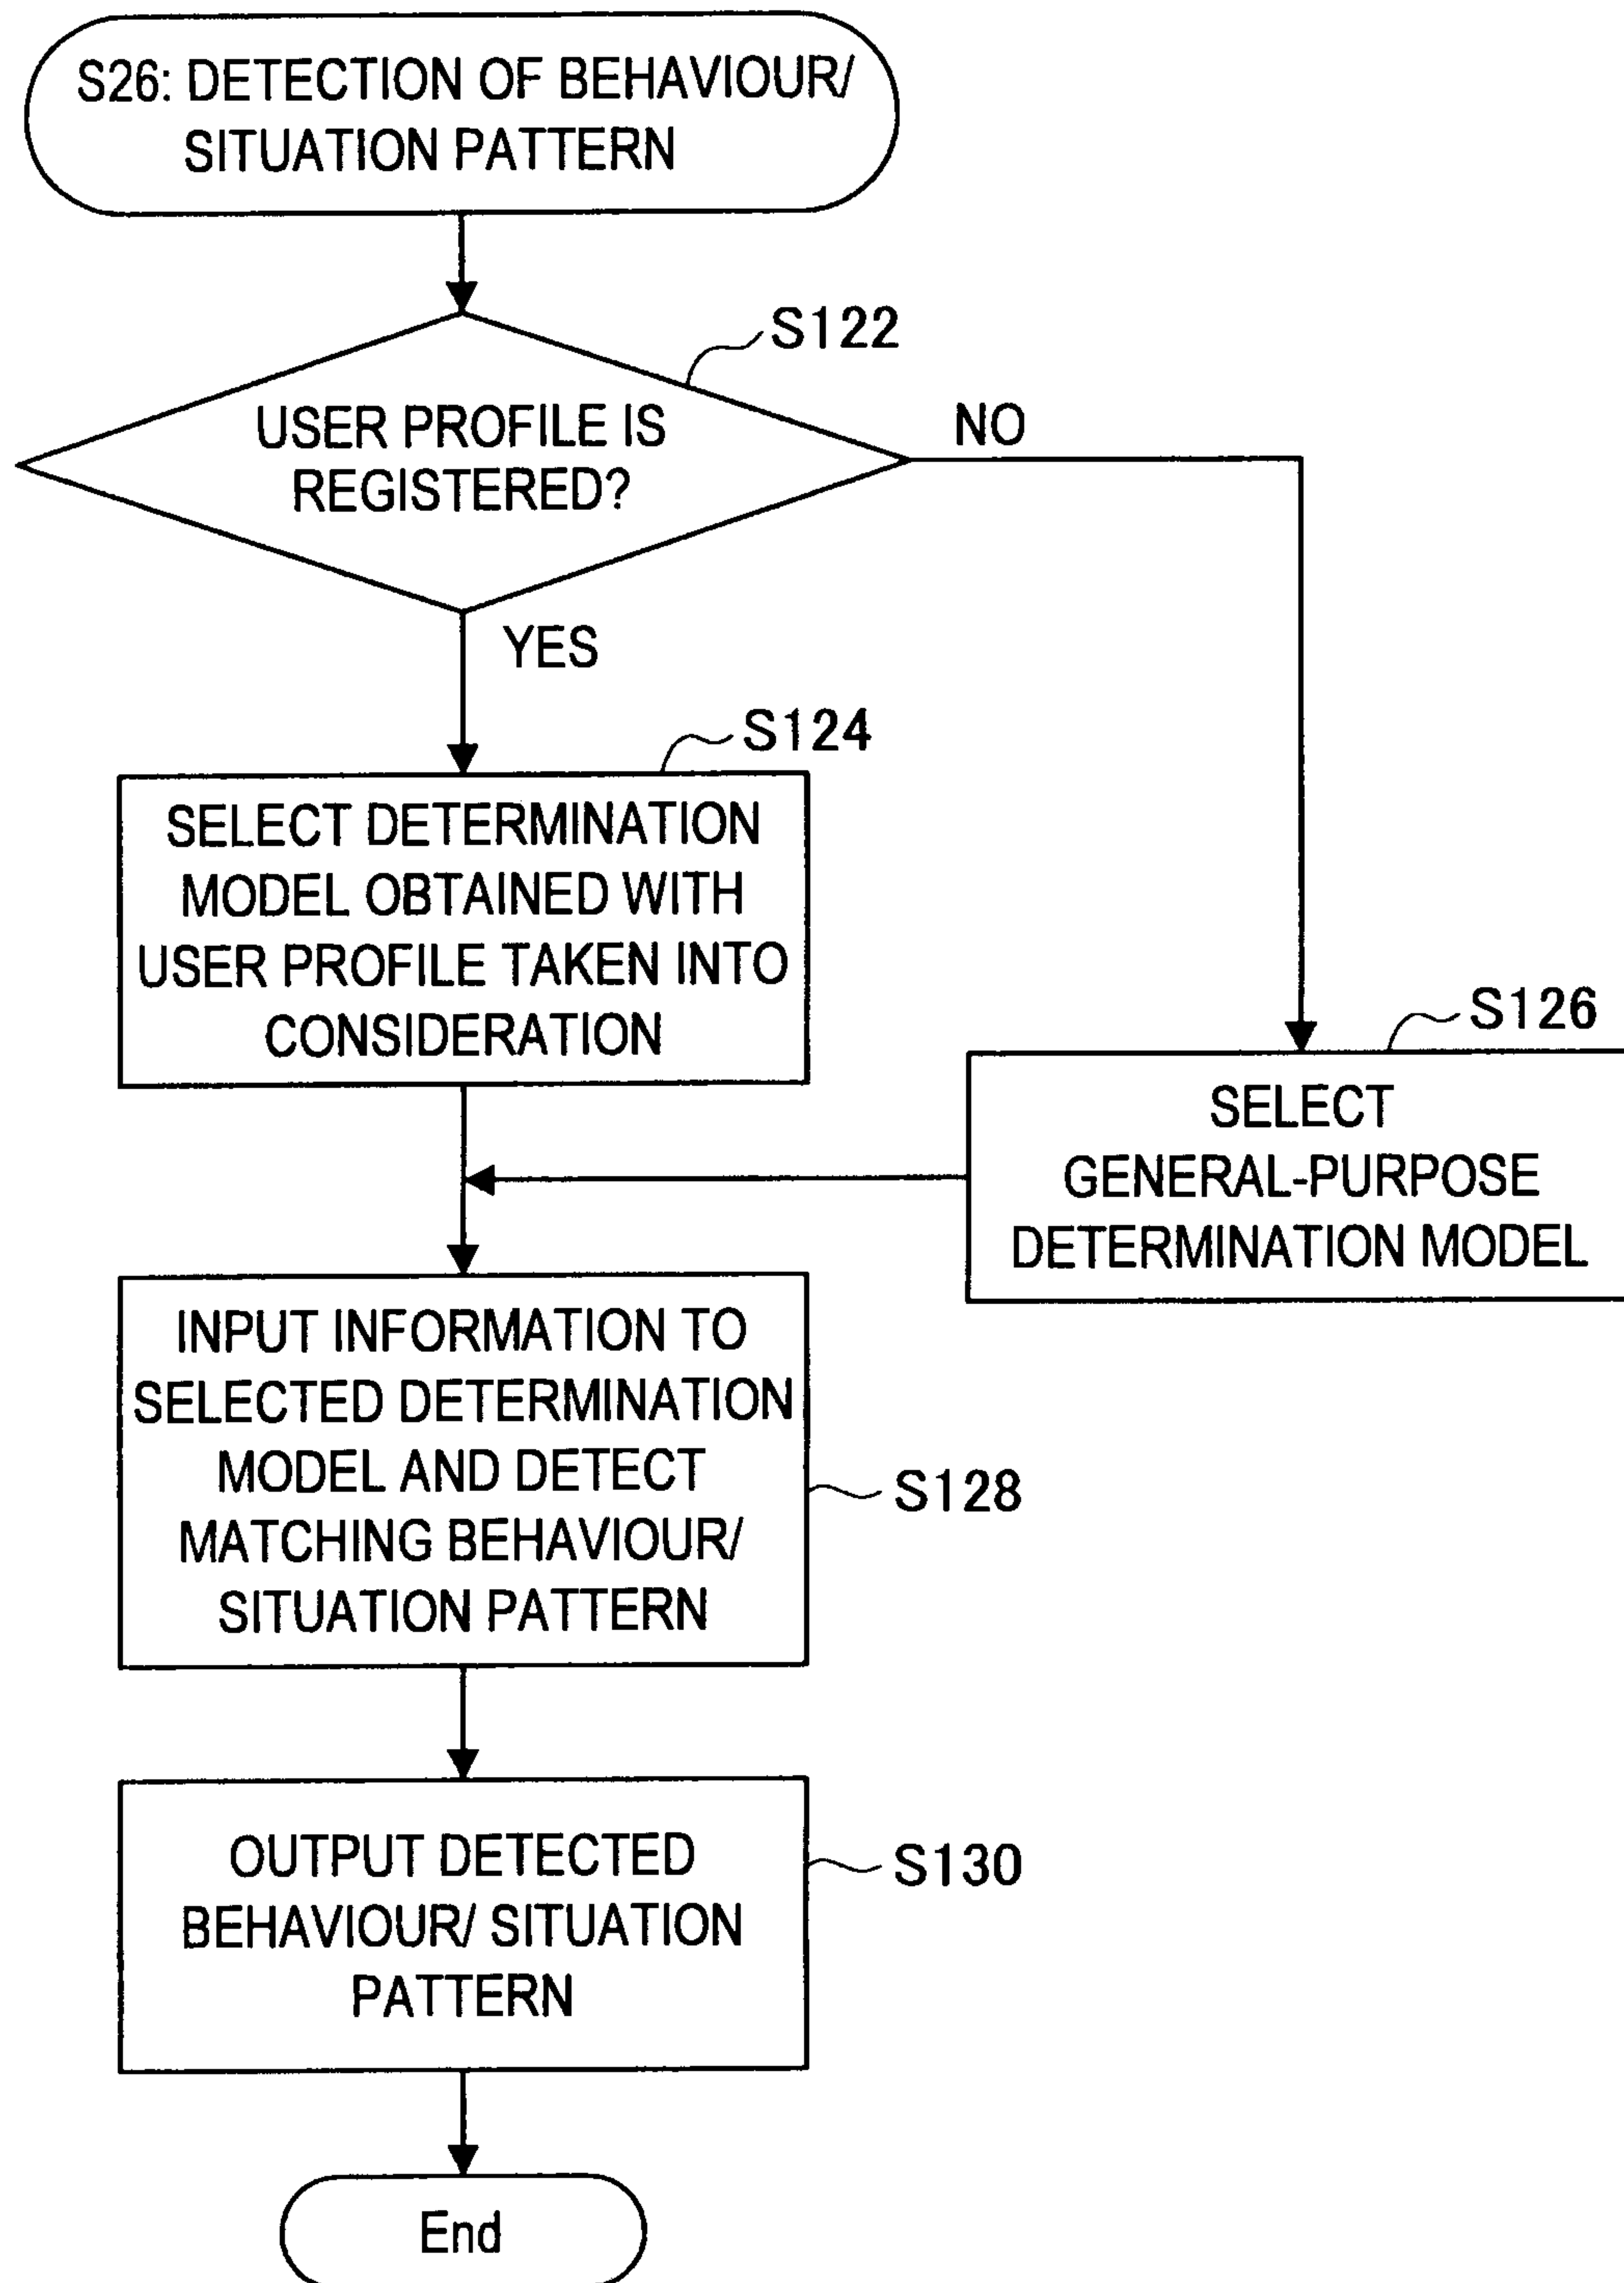 S26: DETECTION OF BEHAVIOUR/
SITUATION PATTERN
S122
USER PROFILE IS
REGISTERED?
NO
YES
S124
SELECT DETERMINATION
MODEL OBTAINED WITH
USER PROFILE TAKEN INTO
CONSIDERATION
S126
SELECT
GENERAL-PURPOSE
DETERMINATION MODEL
INPUT INFORMATION TO
SELECTED DETERMINATION
MODEL AND DETECT
MATCHING BEHAVIOUR/
SITUATION PATTERN
S128
OUTPUT DETECTED
BEHAVIOUR/ SITUATION
PATTERN
S130
End